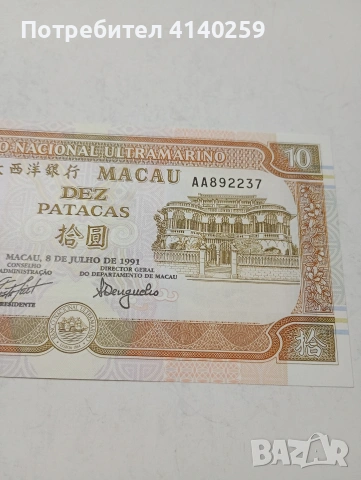 Потребител 4140259
NACIONAL ULTRAMARINO
10
西洋銀行 MACAU
AA892237
DEZ
PATACAS
拾圓
MACAU, 8 DE JULHO DE 1991
CONSELHO
ADMINISTRAÇÃO
DIRECTOR GERAL
DO DEPARTAMENTO DE MACAU
拾
BAZAR
bg